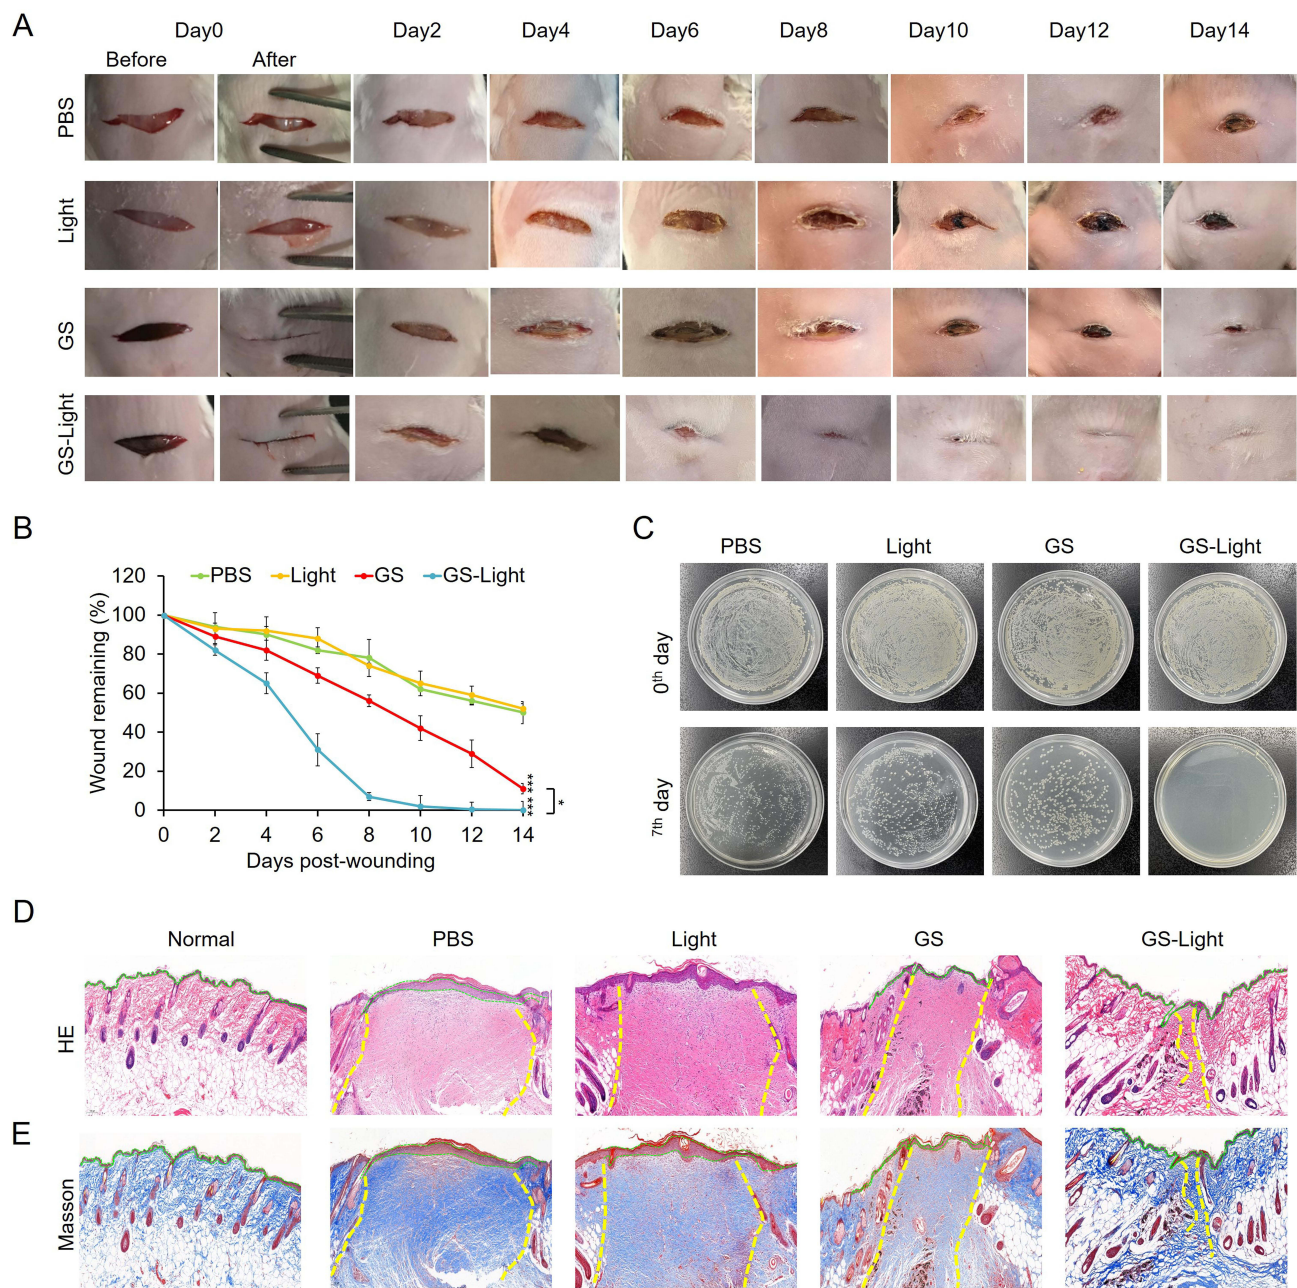 A
Day0 Day2 Day4 Day6 Day8 Day10 Day12 Day14
Before After
PBS
Light
GS
GS-Light
B
PBS Light GS GS-Light
Wound remaining (%)
120
100
80
60
40
20
0
0 2 4 6 8 10 12 14
Days post-wounding
***
***
*
C
PBS Light GS GS-Light
0th day
7th day
D
Normal PBS Light GS GS-Light
HE
E
Masson